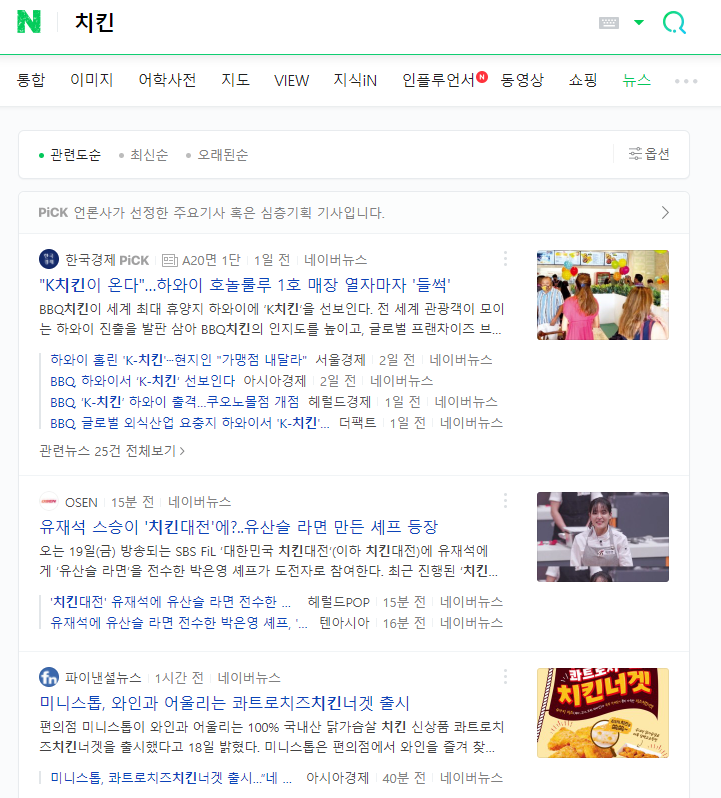 N 치킨
통합 이미지 어학사전 지도 VIEW 지식iN 인플루언서 N 동영상 쇼핑 뉴스
관련도순 최신순 오래된순 옵션
PiCK 언론사가 선정한 주요기사 혹은 심층기획 기사입니다.
한국경제 PiCK A20면 1단 1일 전 네이버뉴스
"K치킨이 온다"...하와이 호놀룰루 1호 매장 열자마자 '들썩'
BBQ치킨이 세계 최대 휴양지 하와이에 'K치킨'을 선보인다. 전 세계 관광객이 모이
는 하와이 진출을 발판 삼아 BBQ치킨의 인지도를 높이고, 글로벌 프랜차이즈 브...
하와이 홀린 'K-치킨'…현지인 "가맹점 내달라" 서울경제 2일 전 네이버뉴스
BBQ, 하와이서 'K-치킨' 선보인다 아시아경제 2일 전 네이버뉴스
BBQ, 'K-치킨' 하와이 출격...쿠오노몰점 개점 헤럴드경제 1일 전 네이버뉴스
BBQ, 글로벌 외식산업 요충지 하와이서 'K-치킨'... 더팩트 1일 전 네이버뉴스
관련뉴스 25건 전체보기
OSEN 15분 전 네이버뉴스
유재석 스승이 '치킨대전'에?..유산슬 라면 만든 셰프 등장
오는 19일(금) 방송되는 SBS FiL '대한민국 치킨대전'(이하 치킨대전)에 유재석에
게 '유산슬 라면'을 전수한 박은영 셰프가 도전자로 참여한다. 최근 진행된 '치킨...
'치킨대전' 유재석에 유산슬 라면 전수한 ... 헤럴드POP 15분 전 네이버뉴스
유재석에 유산슬 라면 전수한 박은영 셰프, '... 텐아시아 16분 전 네이버뉴스
fn 파이낸셜뉴스 1시간 전 네이버뉴스
미니스톱, 와인과 어울리는 콰트로치즈치킨너겟 출시
편의점 미니스톱이 와인과 어울리는 100% 국내산 닭가슴살 치킨 신상품 콰트로치
즈치킨너겟을 출시했다고 18일 밝혔다. 미니스톱은 편의점에서 와인을 즐겨 찾...
치킨너겟
미니스톱, 콰트로치즈치킨너겟 출시..."네 ... 아시아경제 40분 전 네이버뉴스